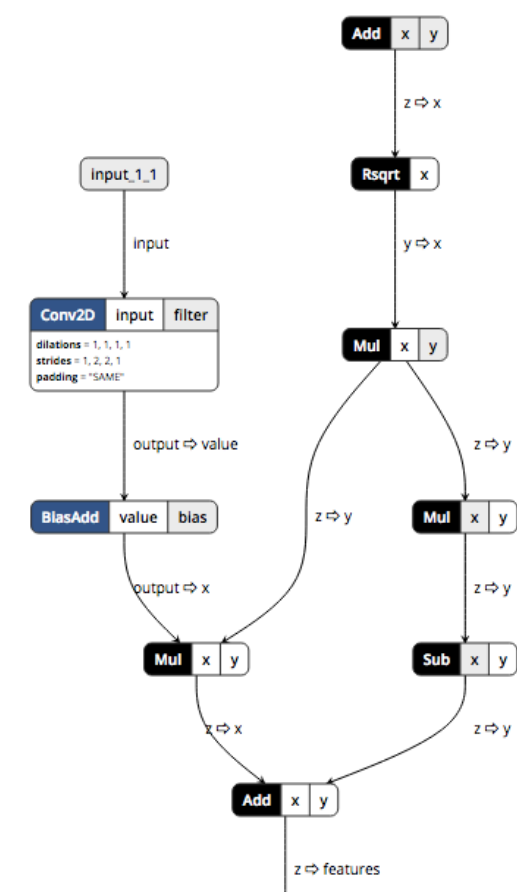 Add x y
z ⇨ x
input_1_1
Rsqrt x
input
y ⇨ x
Conv2D input filter
dilations = 1, 1, 1, 1
strides = 1, 2, 2, 1
padding = "SAME"
Mul x y
output ⇨ value
z ⇨ y
BiasAdd value bias
z ⇨ y
Mul x y
output ⇨ x
z ⇨ y
Mul x y
Sub x y
z ⇨ x
z ⇨ y
Add x y
z ⇨ features